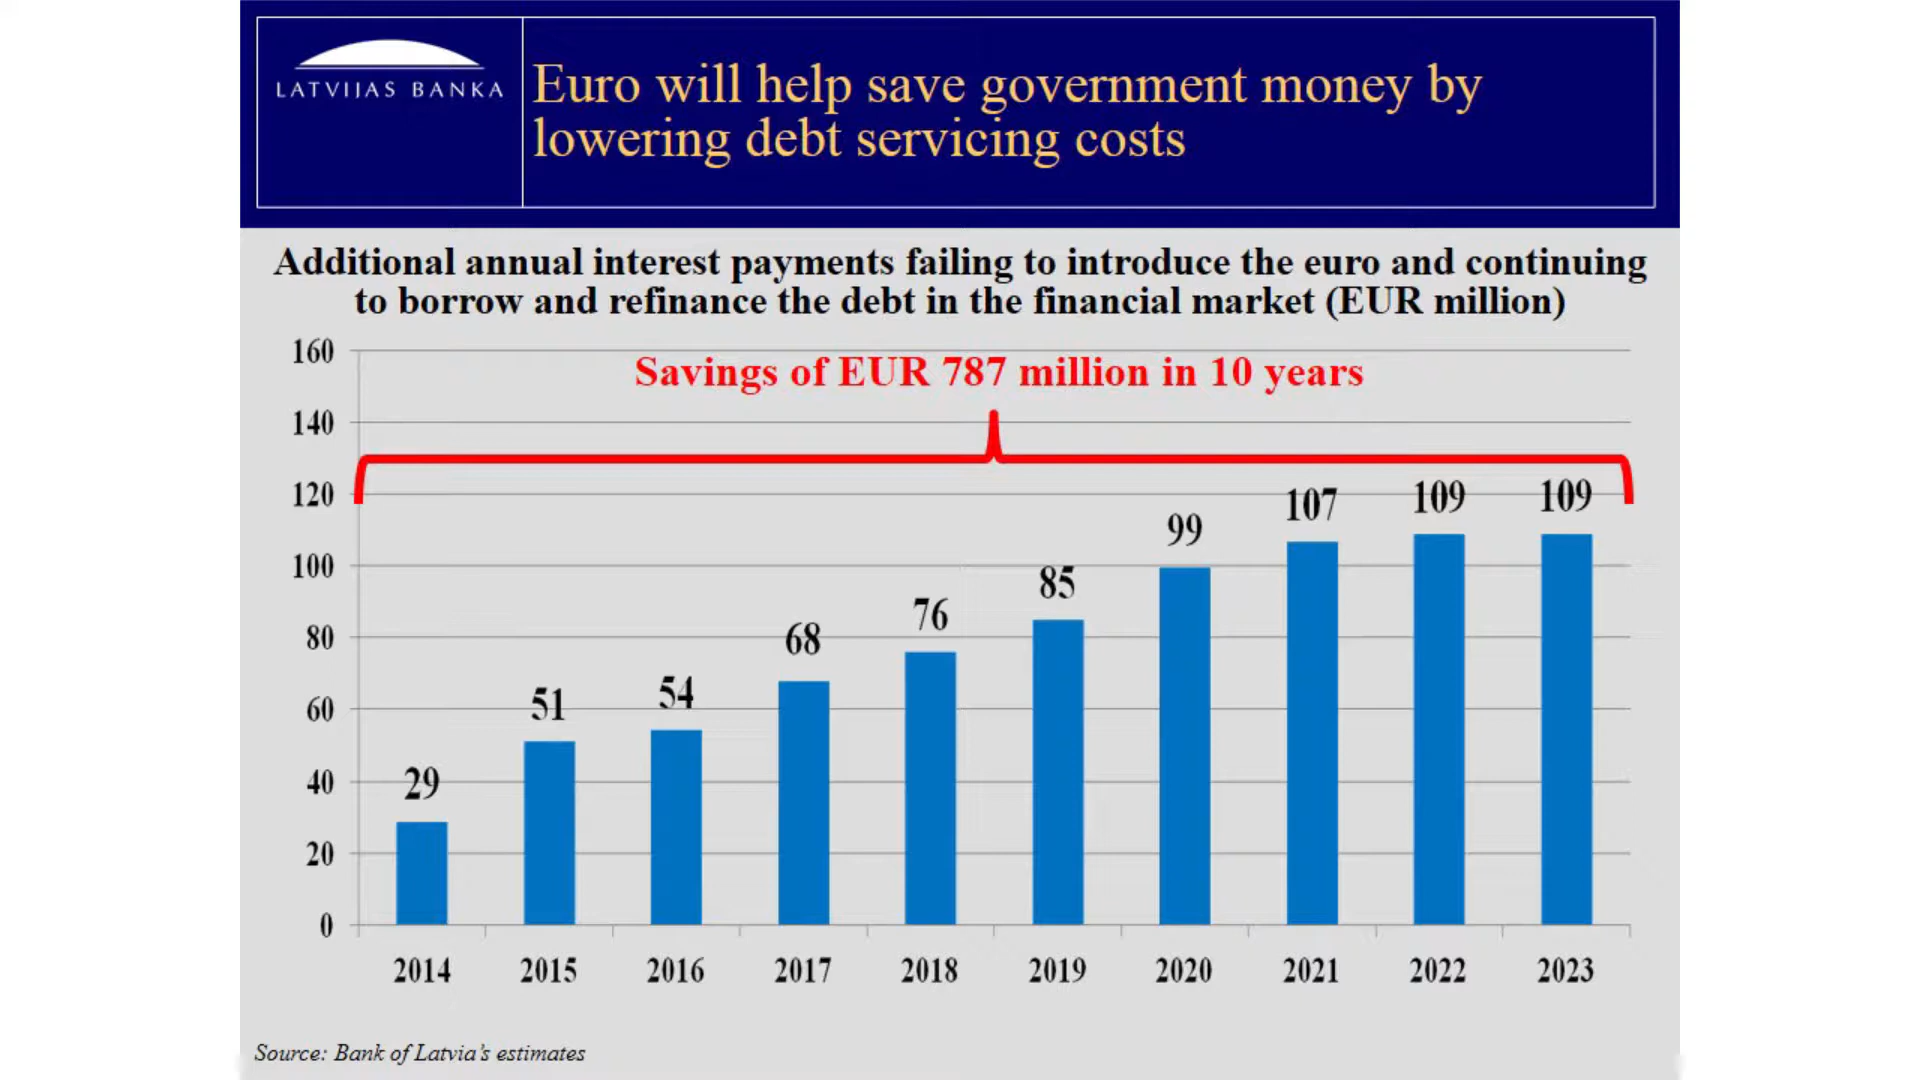 LATVIJAS BANKA
Euro will help save government money by
lowering debt servicing costs
Additional annual interest payments failing to introduce the euro and continuing
to borrow and refinance the debt in the financial market (EUR million)
Savings of EUR 787 million in 10 years
160
140
120
100
80
60
40
20
0
29
51
54
68
76
85
99
107
109
109
2014 2015 2016 2017 2018 2019 2020 2021 2022 2023
Source: Bank of Latvia's estimates